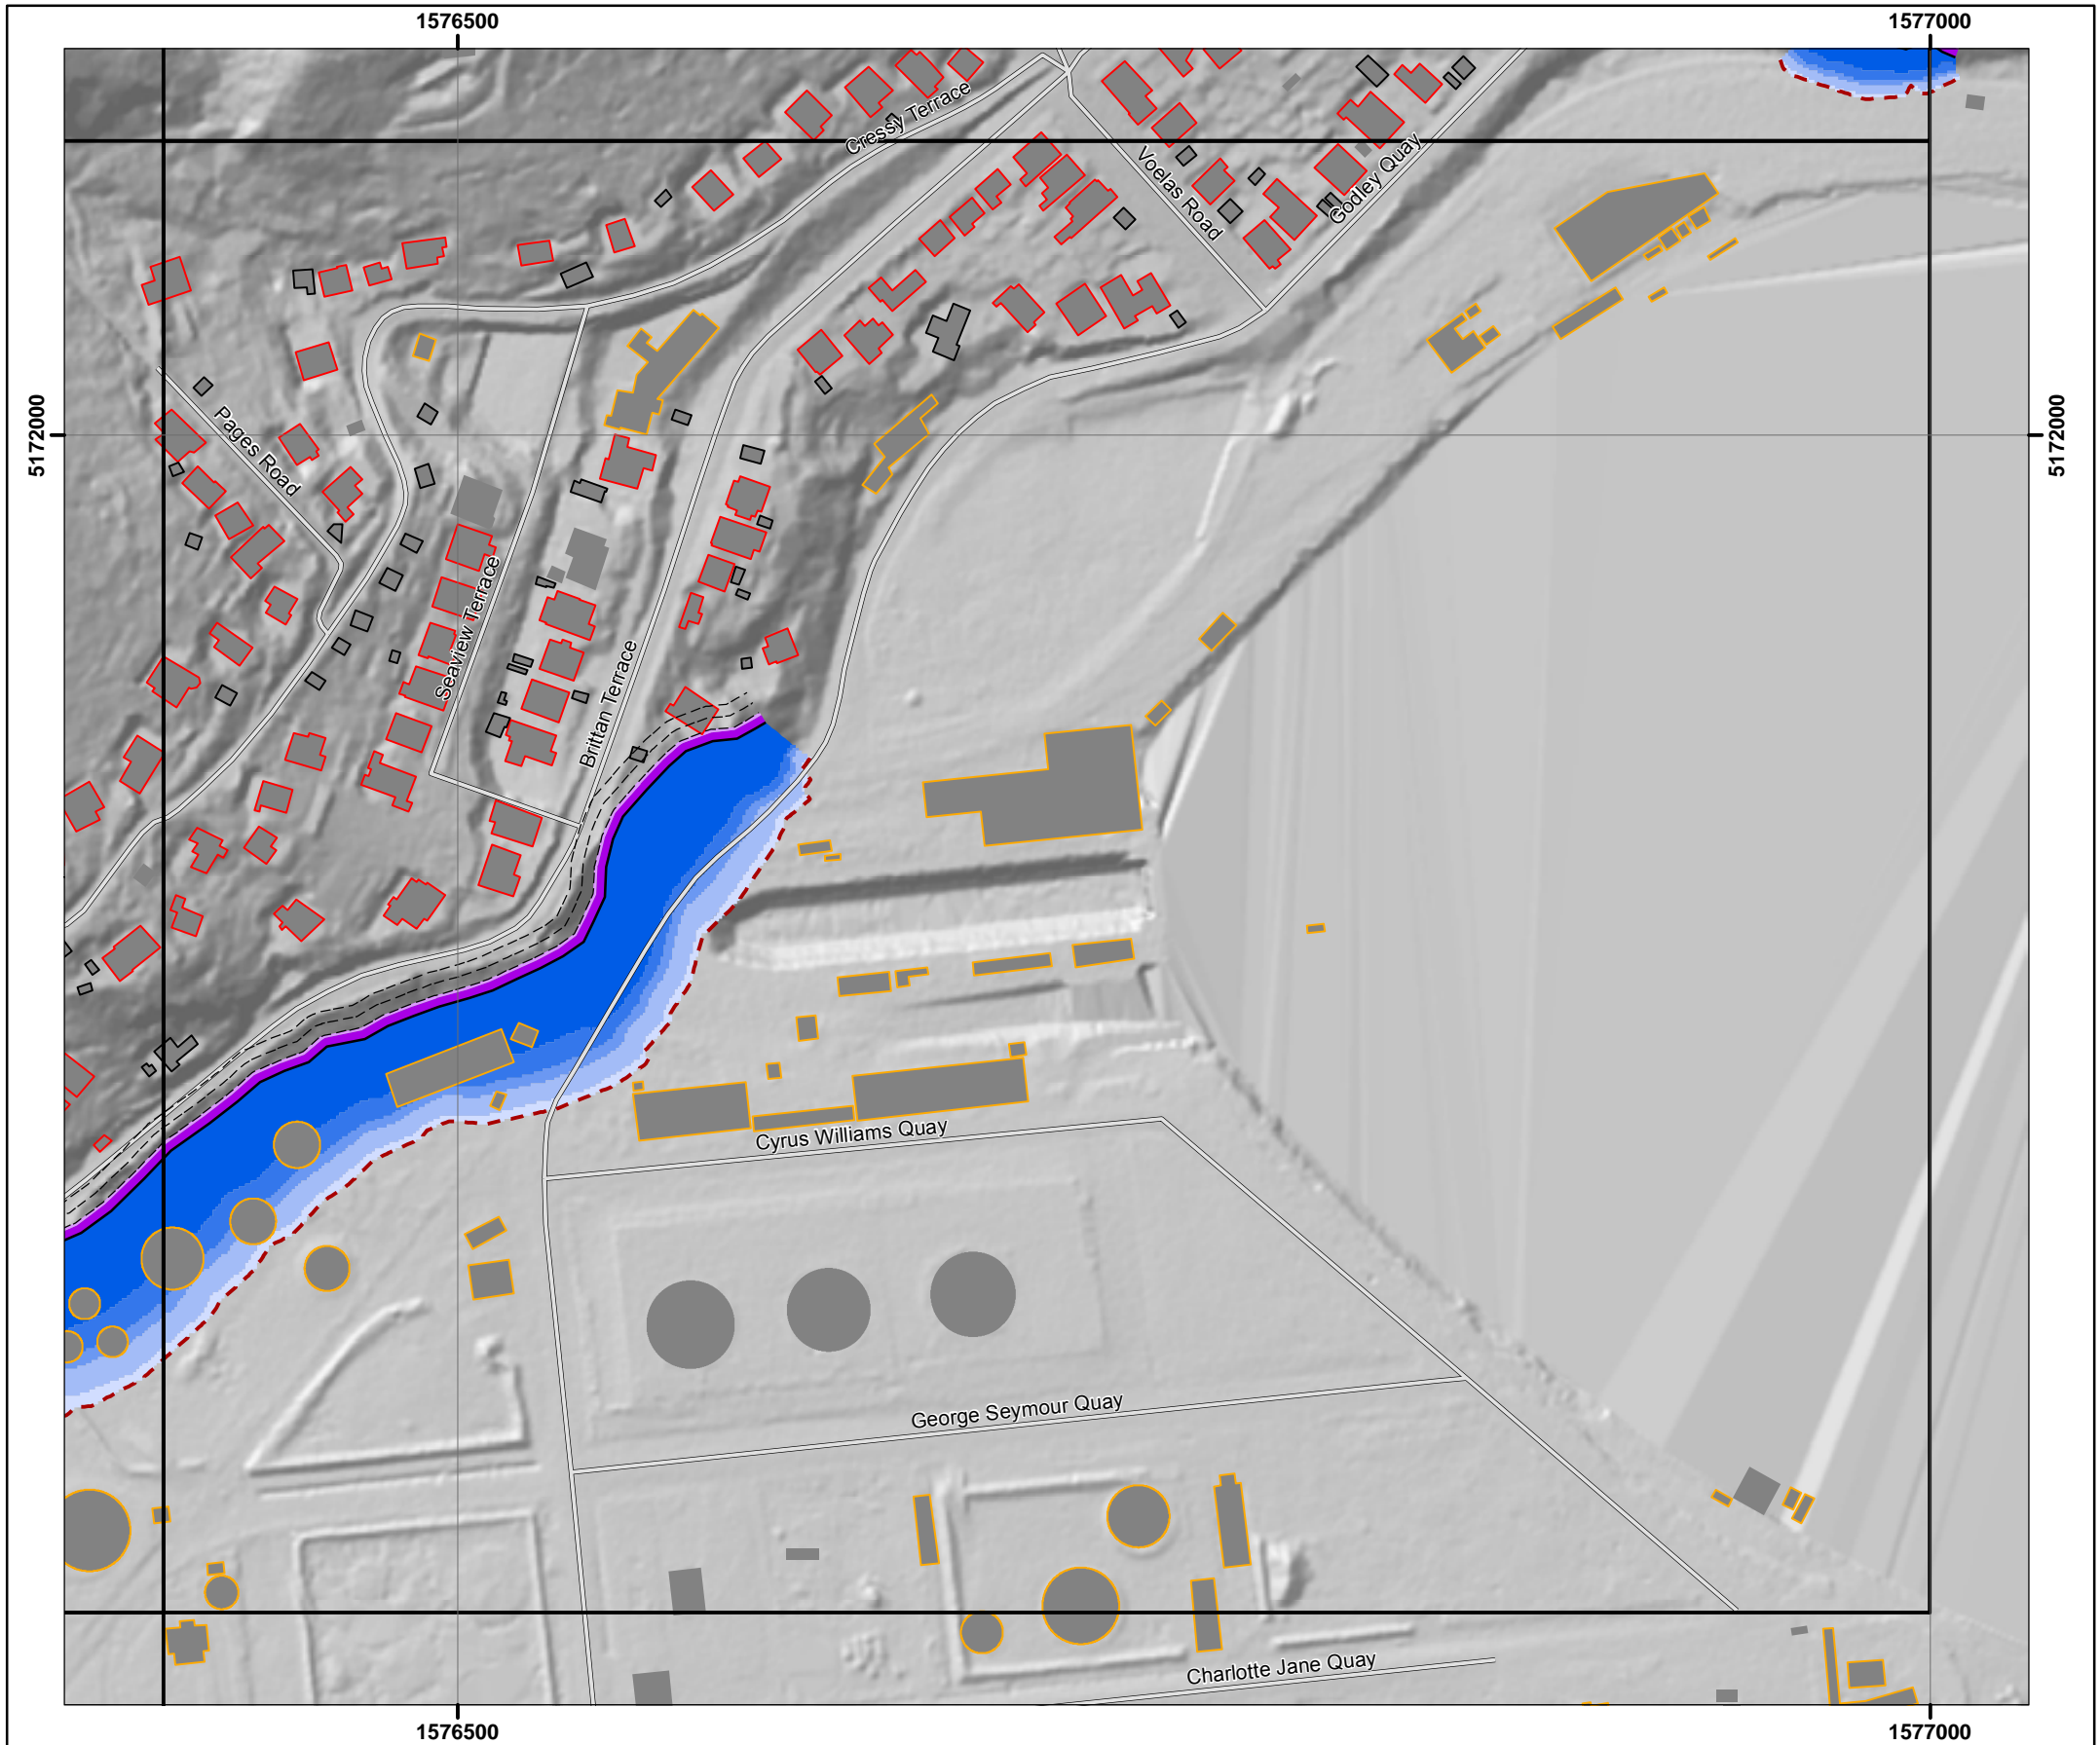 1576500
1577000
Cressy Terrace
Voelas Road
Godley Quay
5172000
5172000
Pages Road
Seaview Terrace
Brittan Terrace
Cyrus Williams Quay
George Seymour Quay
Charlotte Jane Quay
1576500
1577000